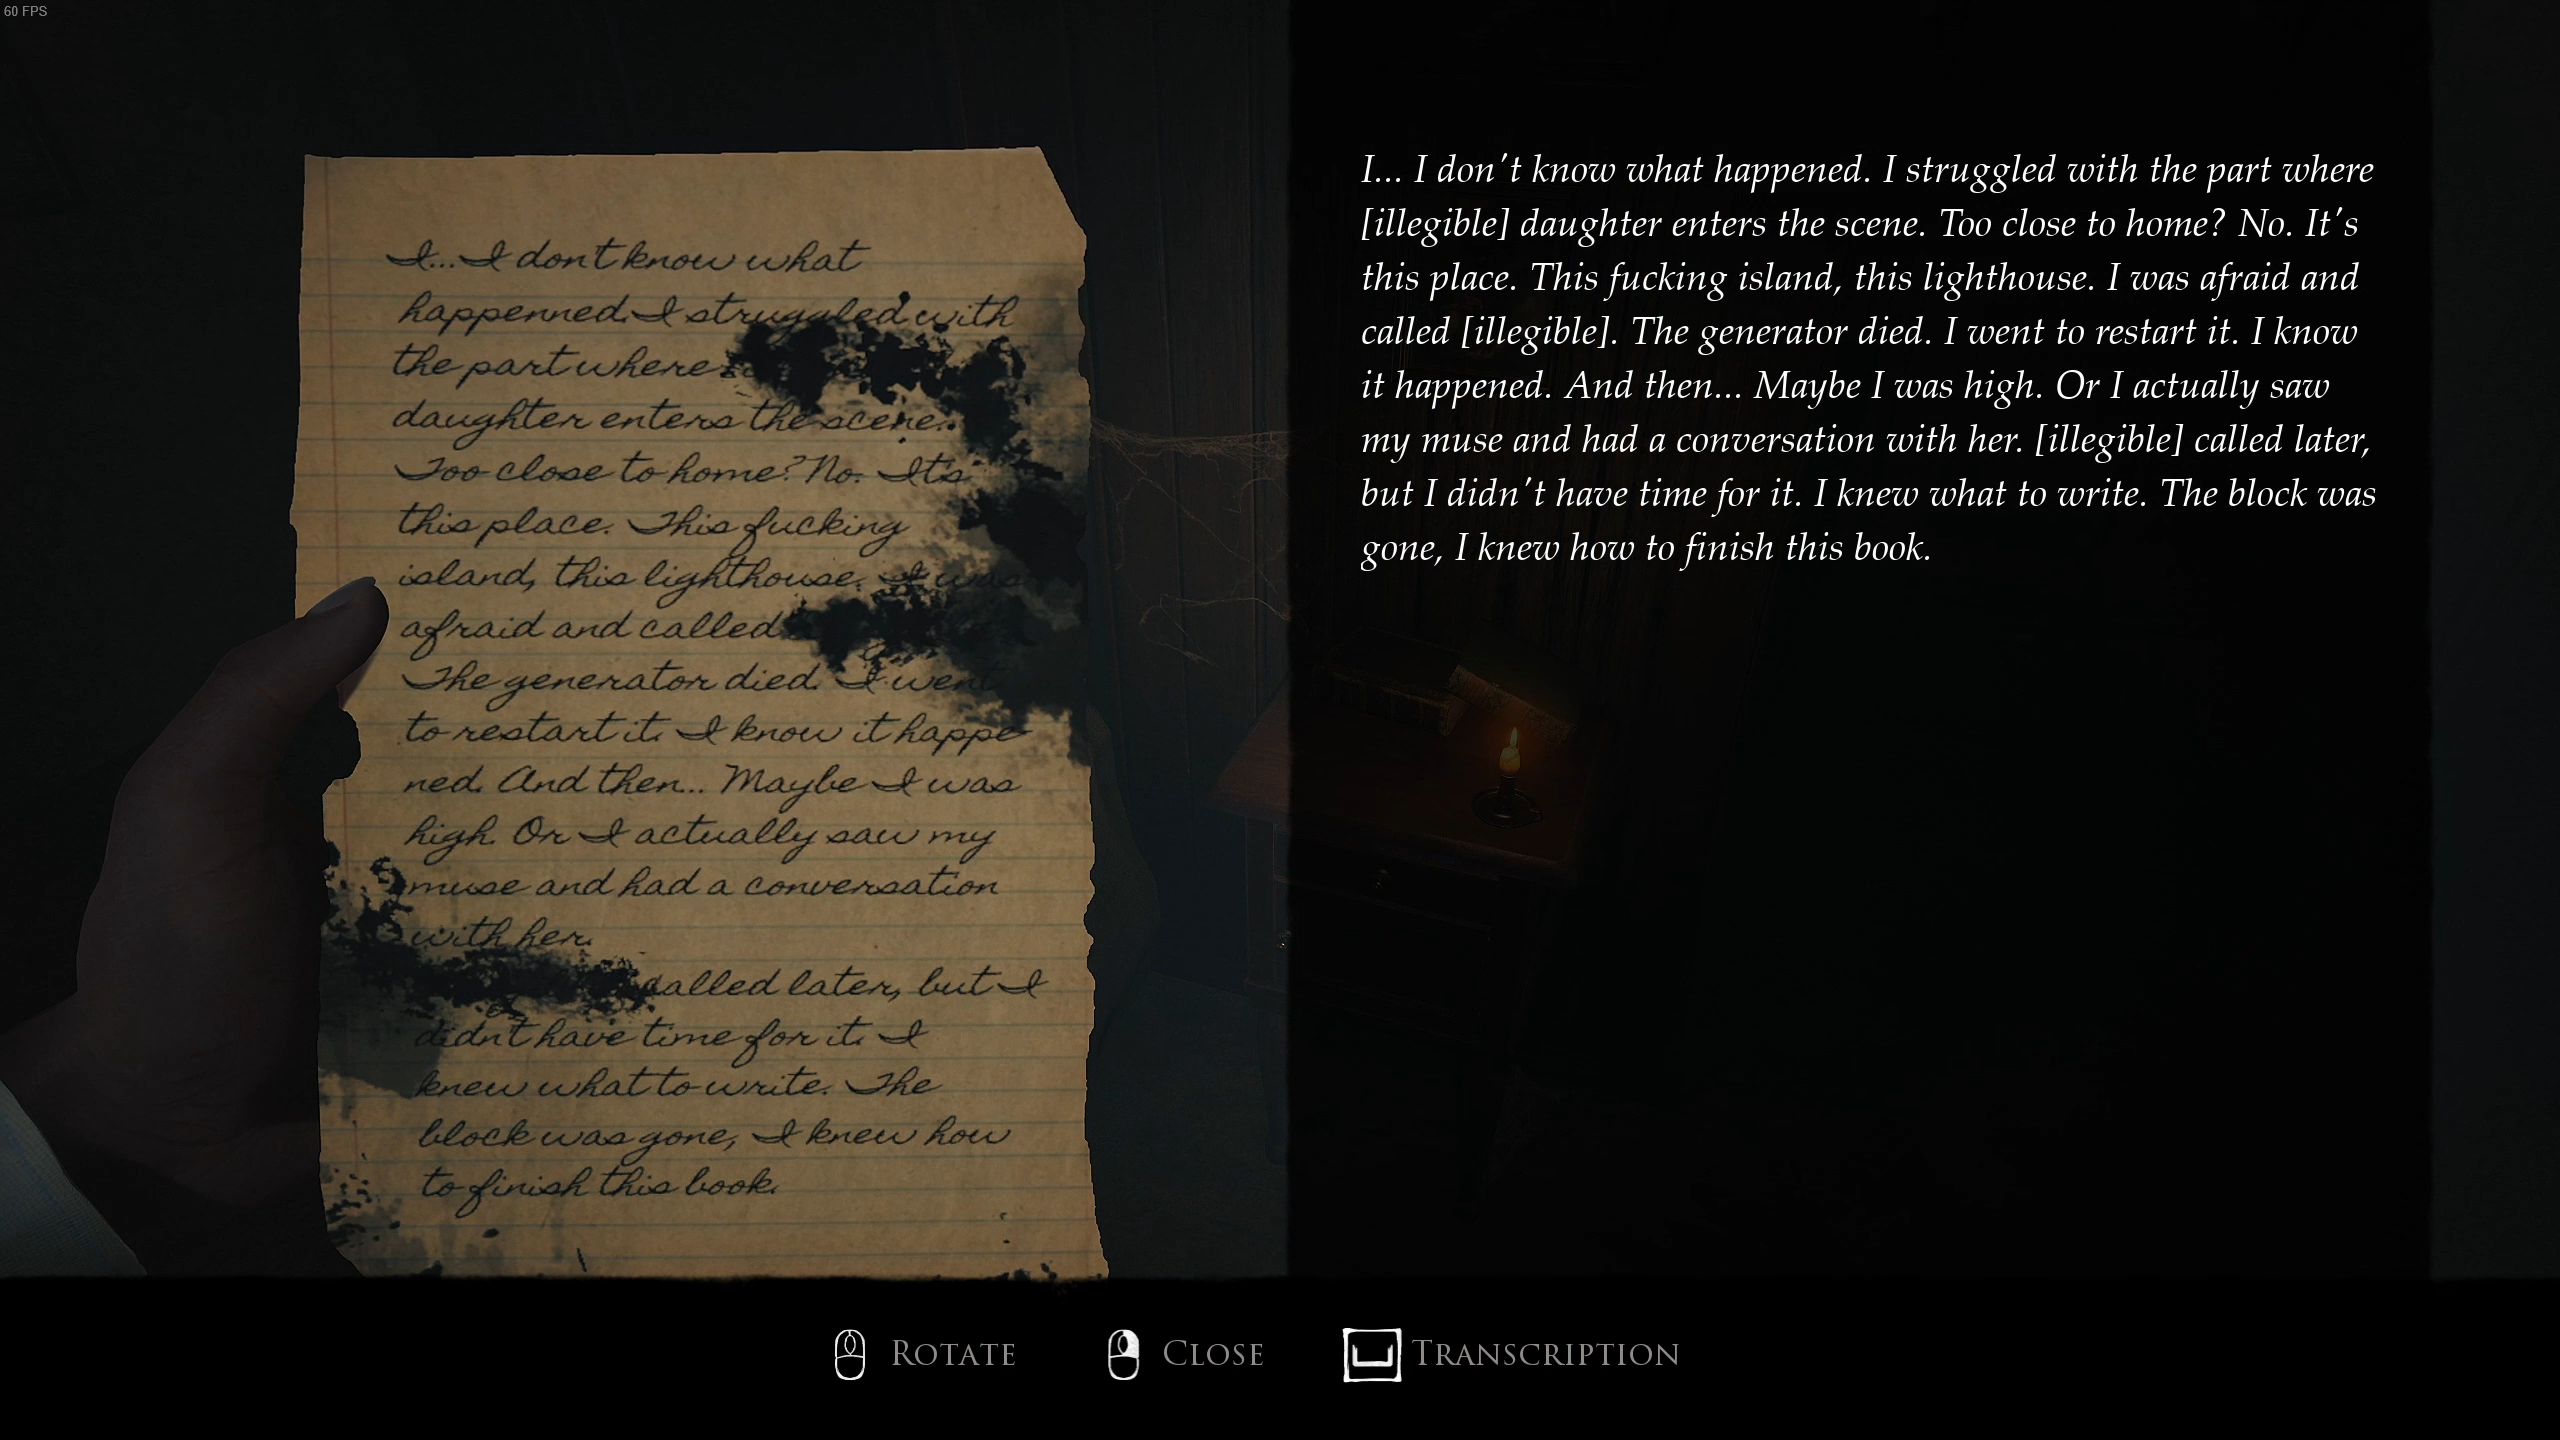 60 FPS
I... I don't know what
happenned. I struggled with
the part where
daughter enters the scene.
Too close to home? No. It's
this place. This fucking
island, this lighthouse. I was
afraid and called
The generator died. I went
to restart it. I know it happe
ned. And then... Maybe I was
high. Or I actually saw my
muse and had a conversation
with her.
called later, but I
didn't have time for it. I
knew what to write. The
block was gone, I knew how
to finish this book.
I... I don't know what happened. I struggled with the part where
[illegible] daughter enters the scene. Too close to home? No. It's
this place. This fucking island, this lighthouse. I was afraid and
called [illegible]. The generator died. I went to restart it. I know
it happened. And then... Maybe I was high. Or I actually saw
my muse and had a conversation with her. [illegible] called later,
but I didn't have time for it. I knew what to write. The block was
gone, I knew how to finish this book.
ROTATE
CLOSE
TRANSCRIPTION